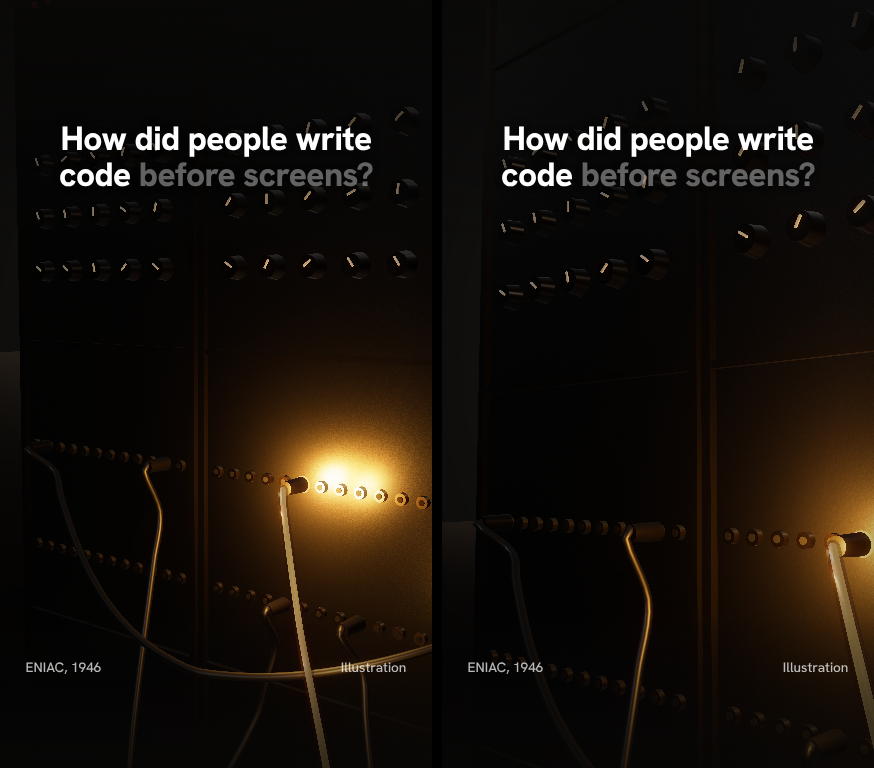 How did people write
code before screens?
ENIAC, 1946
Illustration
How did people write
code before screens?
ENIAC, 1946
Illustration